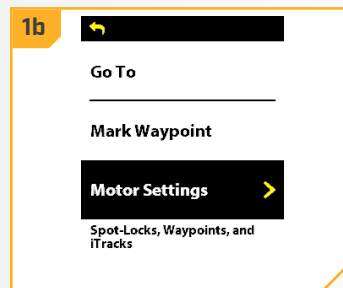 1b
Go To
Mark Waypoint
Motor Settings
Spot-Locks, Waypoints, and
iTracks